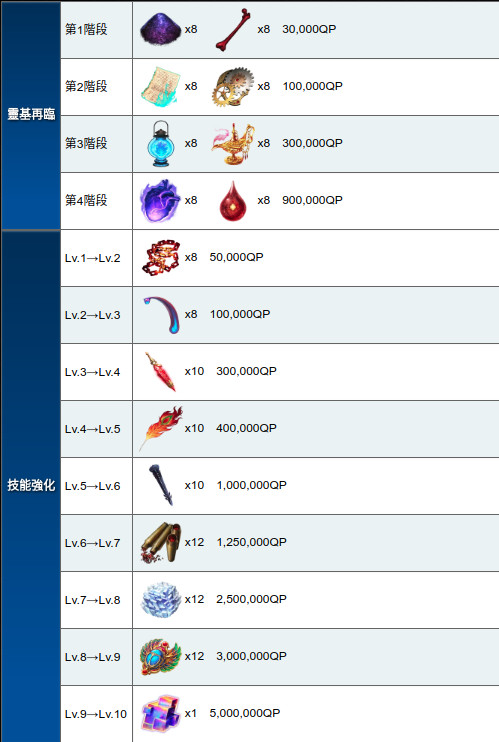 靈基再臨
第1階段 x8 x8 30,000QP
第2階段 x8 x8 100,000QP
第3階段 x8 x8 300,000QP
第4階段 x8 x8 900,000QP
技能強化
Lv.1→Lv.2 x8 50,000QP
Lv.2→Lv.3 x8 100,000QP
Lv.3→Lv.4 x10 300,000QP
Lv.4→Lv.5 x10 400,000QP
Lv.5→Lv.6 x10 1,000,000QP
Lv.6→Lv.7 x12 1,250,000QP
Lv.7→Lv.8 x12 2,500,000QP
Lv.8→Lv.9 x12 3,000,000QP
Lv.9→Lv.10 x1 5,000,000QP